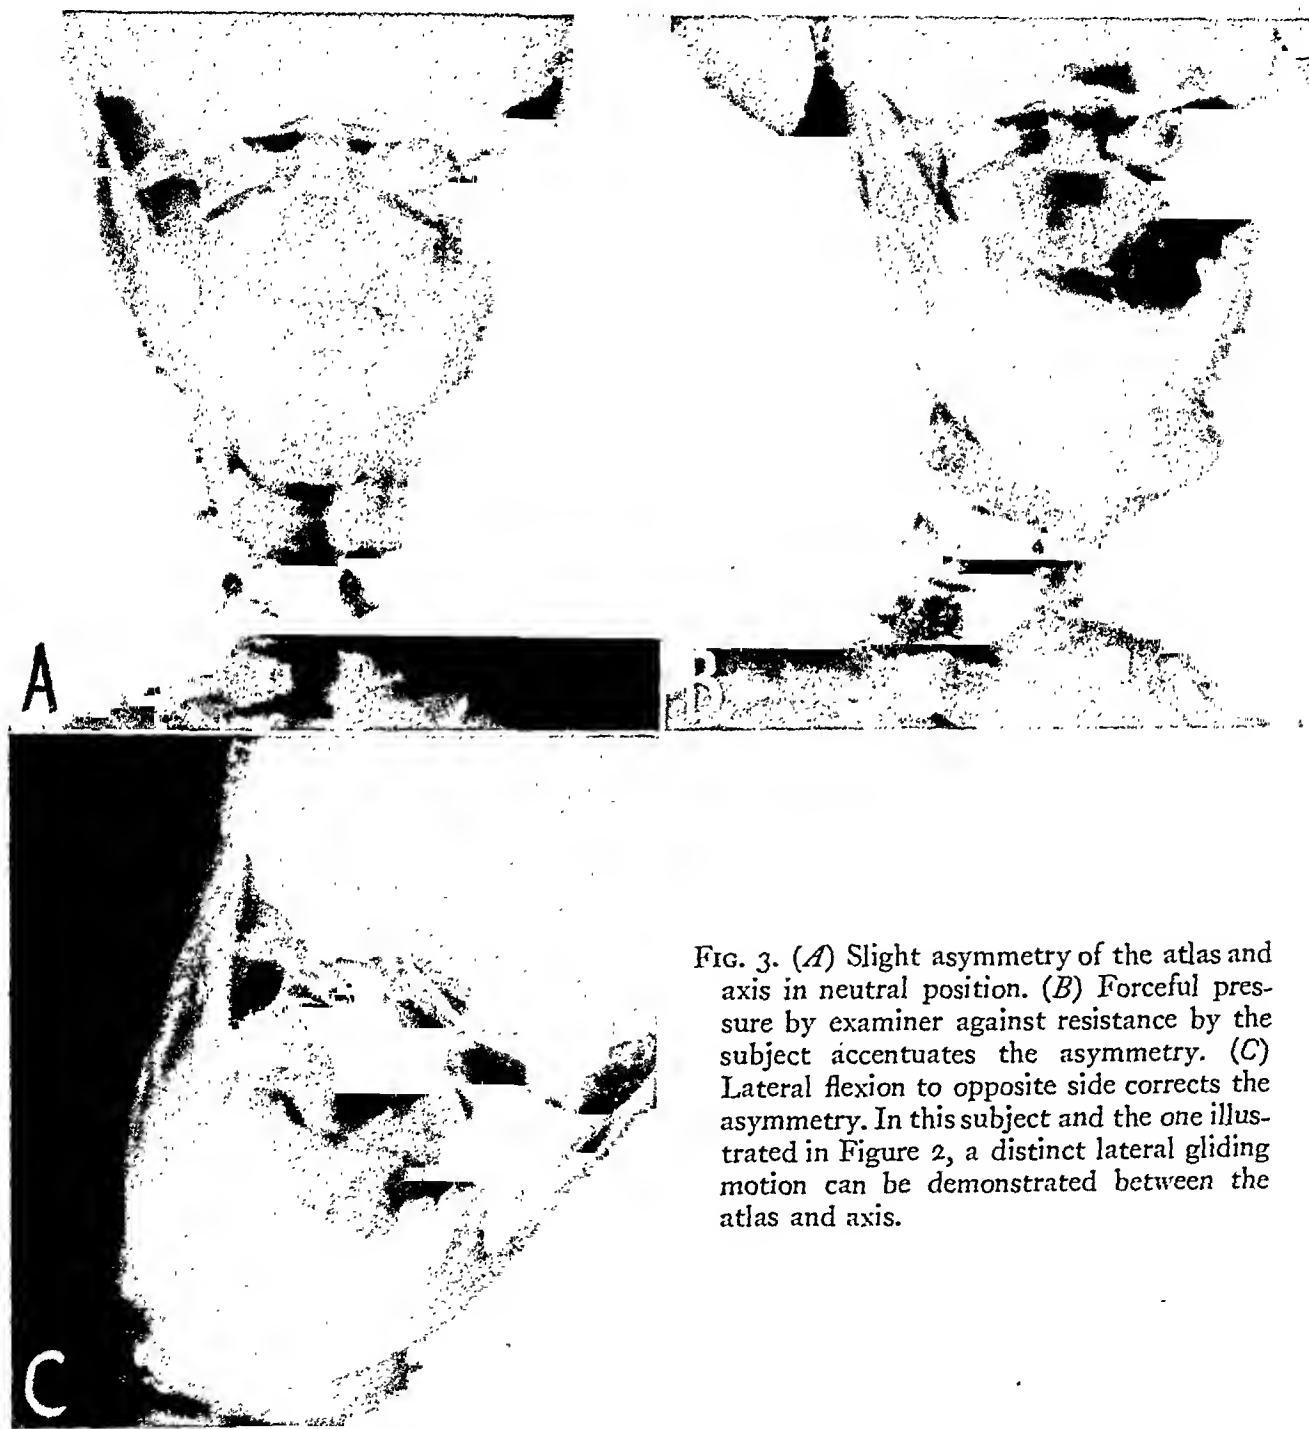 A
B
C
FIG. 3. (A) Slight asymmetry of the atlas and
axis in neutral position. (B) Forceful pres-
sure by examiner against resistance by the
subject accentuates the asymmetry. (C)
Lateral flexion to opposite side corrects the
asymmetry. In this subject and the one illus-
trated in Figure 2, a distinct lateral gliding
motion can be demonstrated between the
atlas and axis.